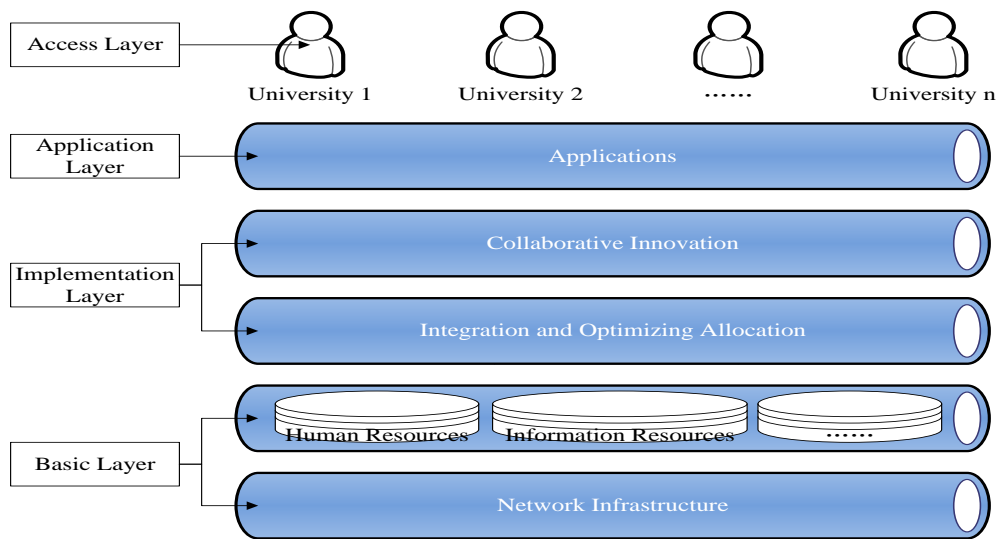 Access Layer
University 1
University 2
......
University n
Application
Layer
Applications
Implementation
Layer
Collaborative Innovation
Integration and Optimizing Allocation
Basic Layer
Human Resources
Information Resources
......
Network Infrastructure